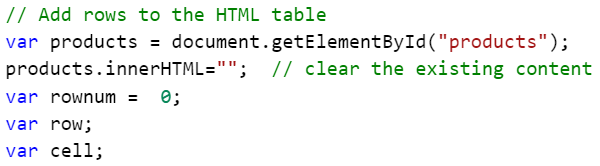 // Add rows to the HTML table
var products = document.getElementById("products");
products.innerHTML="";  // clear the existing content
var rownum =  0;
var row;
var cell;